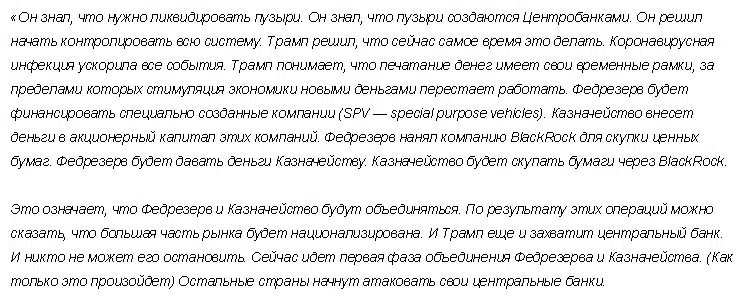 «Он знал, что нужно ликвидировать пузыри. Он знал, что пузыри создаются Центробанками. Он решил
начать контролировать всю систему. Трамп решил, что сейчас самое время это делать. Коронавирусная
инфекция ускорила все события. Трамп понимает, что печатание денег имеет свои временные рамки, за
пределами которых стимуляция экономики новыми деньгами перестает работать. Федрезерв будет
финансировать специально созданные компании (SPV — special purpose vehicles). Казначейство внесет
деньги в акционерный капитал этих компаний. Федрезерв нанял компанию BlackRock для скупки ценных
бумаг. Федрезерв будет давать деньги Казначейству. Казначейство будет скупать бумаги через BlackRock.
Это означает, что Федрезерв и Казначейство будут объединяться. По результату этих операций можно
сказать, что большая часть рынка будет национализирована. И Трамп еще и захватит центральный банк.
И никто не может его остановить. Сейчас идет первая фаза объединения Федрезерва и Казначейства. (Как
только это произойдет) Остальные страны начнут атаковать свои центральные банки.